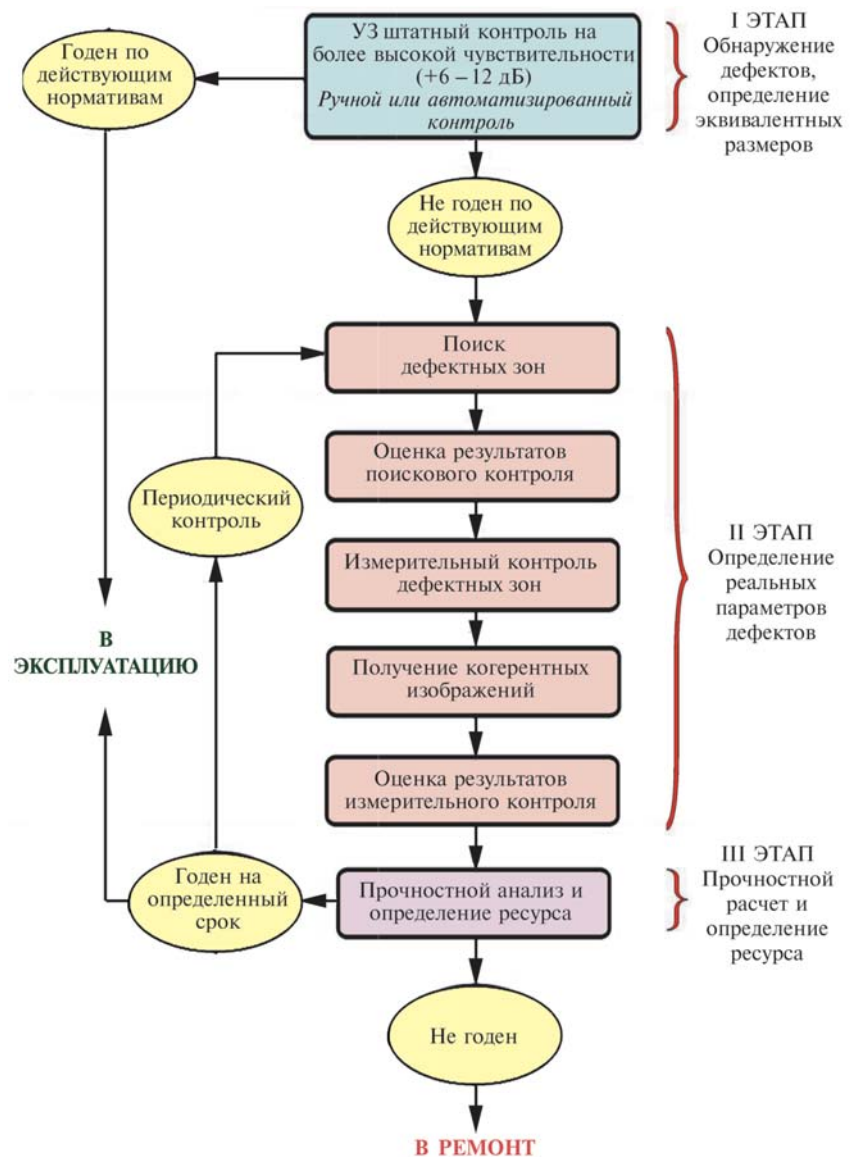 Годен по
действующим
нормативам
УЗ штатный контроль на
более высокой чувствительности
(+6 – 12 дБ)
Ручной или автоматизированный
контроль
I ЭТАП
Обнаружение
дефектов,
определение
эквивалентных
размеров
Не годен по
действующим
нормативам
Поиск
дефектных зон
Оценка результатов
поискового контроля
Периодический
контроль
Измерительный контроль
дефектных зон
II ЭТАП
Определение
реальных
параметров
дефектов
В
ЭКСПЛУАТАЦИЮ
Получение когерентных
изображений
Оценка результатов
измерительного контроля
Годен на
определенный
срок
Прочностной анализ и
определение ресурса
III ЭТАП
Прочностной
расчет и
определение
ресурса
Не годен
В РЕМОНТ